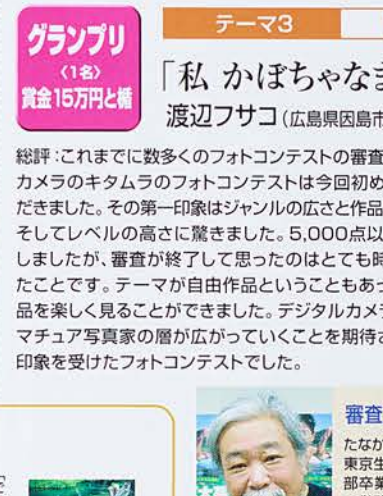 グランプリ
〈1名〉
賞金15万円と楯
テーマ3
「私 かぼちゃなま
渡辺フサコ(広島県因島市
総評:これまでに数多くのフォトコンテストの審査
カメラのキタムラのフォトコンテストは今回初め
だきました。その第一印象はジャンルの広さと作品
そしてレベルの高さに驚きました。5,000点以
しましたが、審査が終了して思ったのはとても時
たことです。テーマが自由作品ということもあっ
品を楽しく見ることができました。デジタルカメラ
マチュア写真家の層が広がっていくことを期待さ
印象を受けたフォトコンテストでした。
審査
たなか
東京生
部卒業